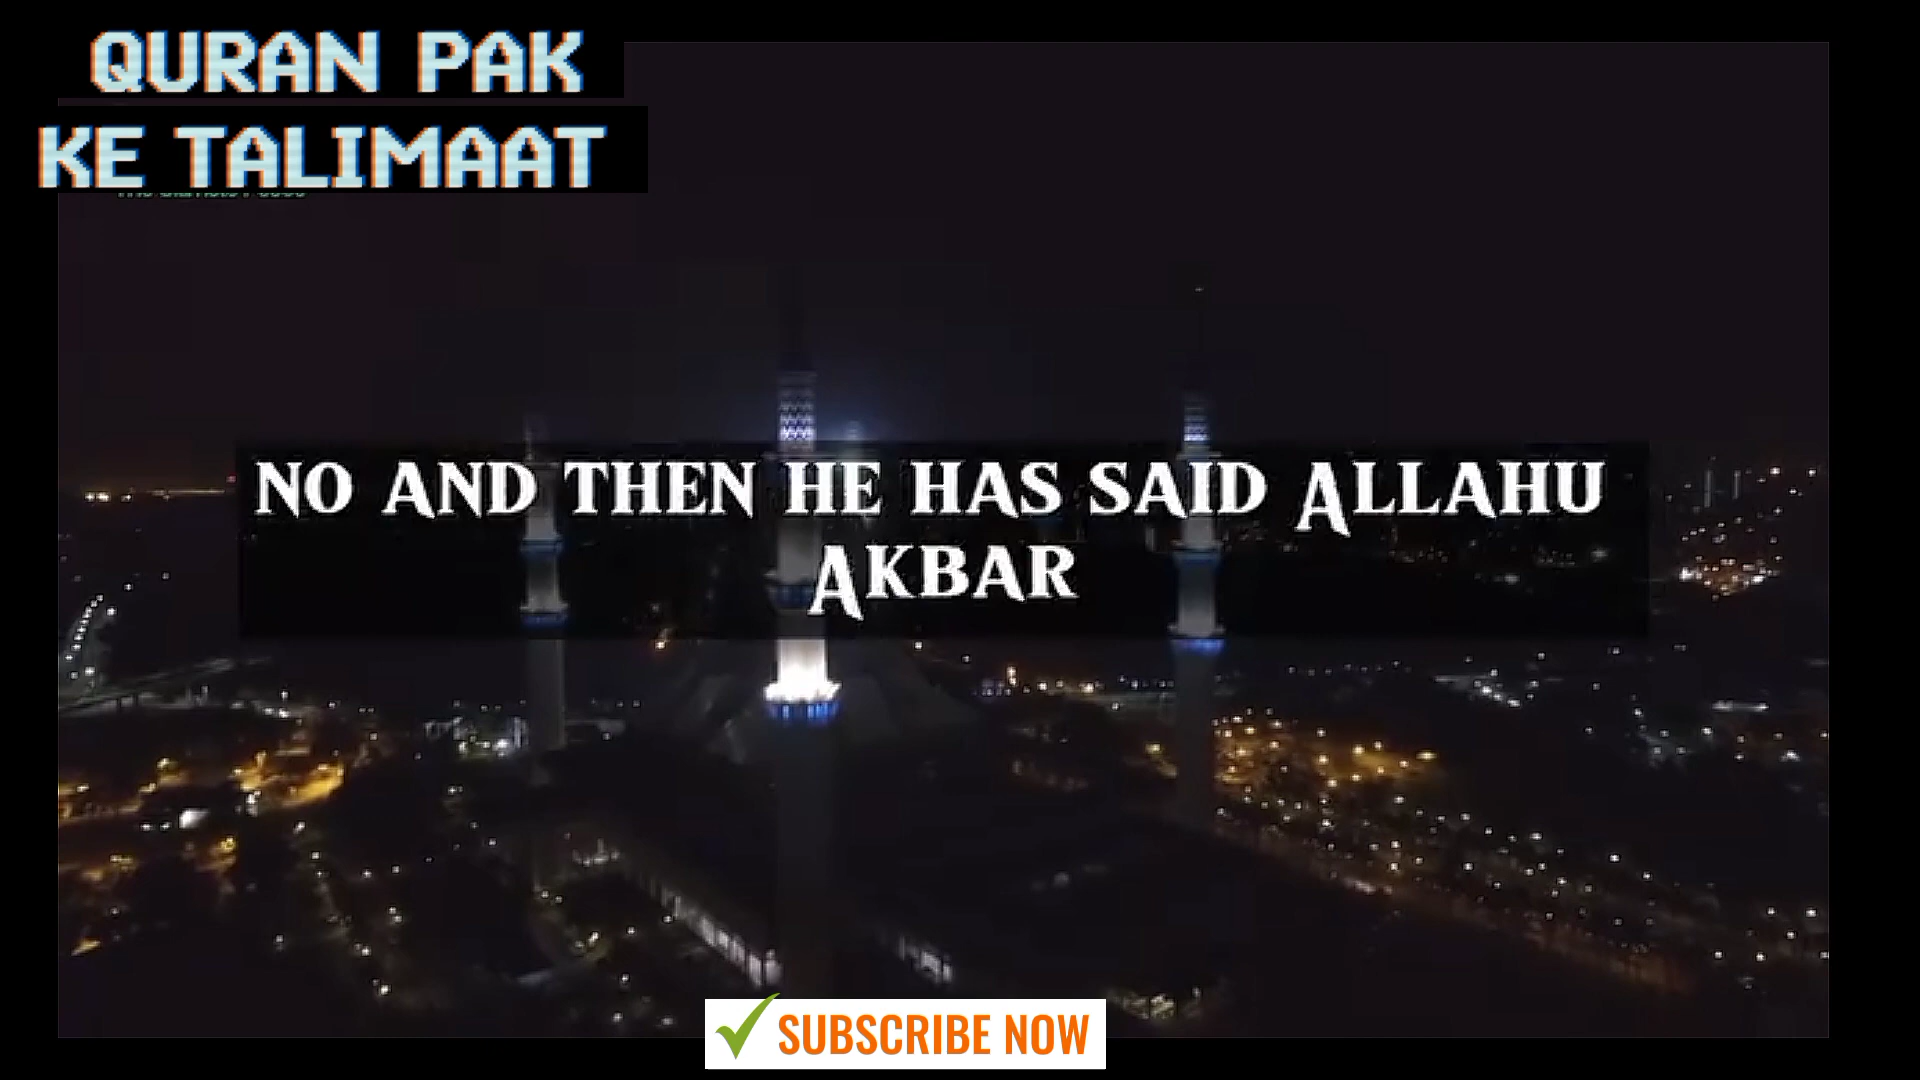 QURAN PAK
KE TALIMAAT
NO AND THEN HE HAS SAID ALLAHU
AKBAR
SUBSCRIBE NOW